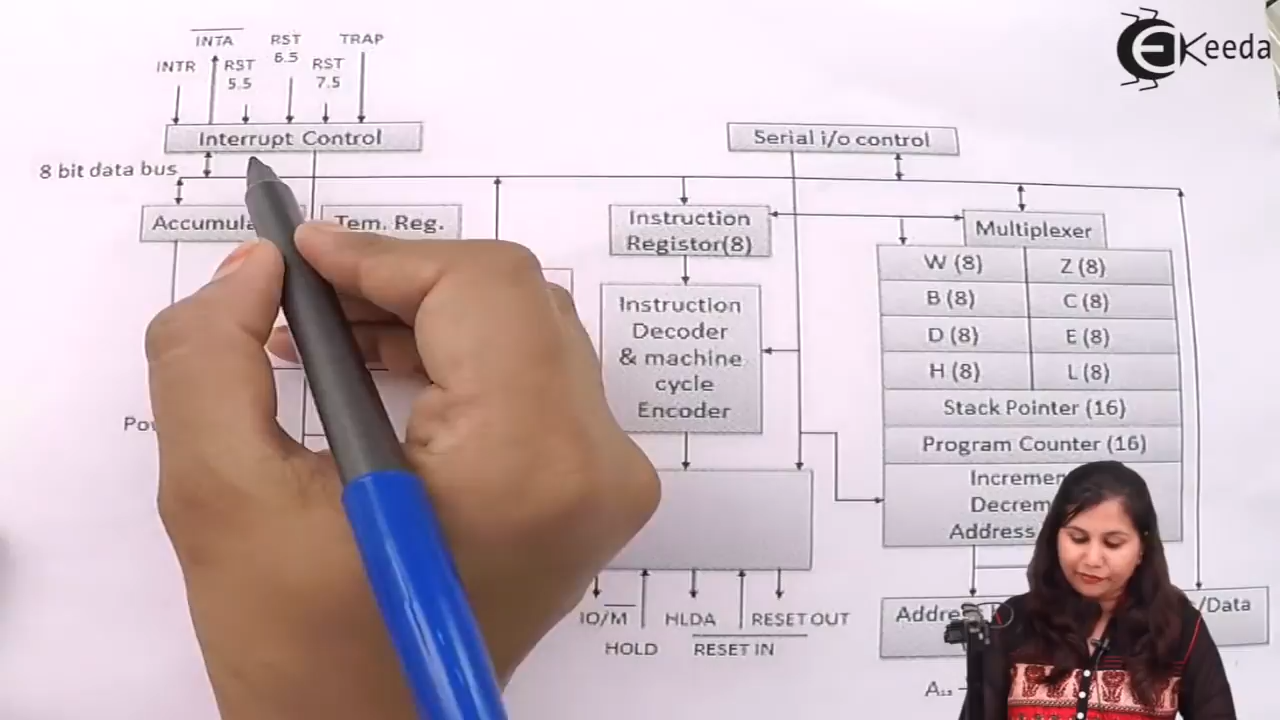 INTA
RST
6.5
TRAP
INTR
RST
5.5
RST
7.5
Keeda
Interrupt Control
Serial i/o control
8 bit data bus
Tem. Reg.
Instruction
Registor(8)
Multiplexer
W (8)
Z (8)
B (8)
C (8)
D (8)
E (8)
H (8)
L (8)
Instruction
Decoder
& machine
cycle
Encoder
Stack Pointer (16)
Program Counter (16)
Address
IO/M
HLDA
RESET OUT
HOLD
RESET IN
/Data